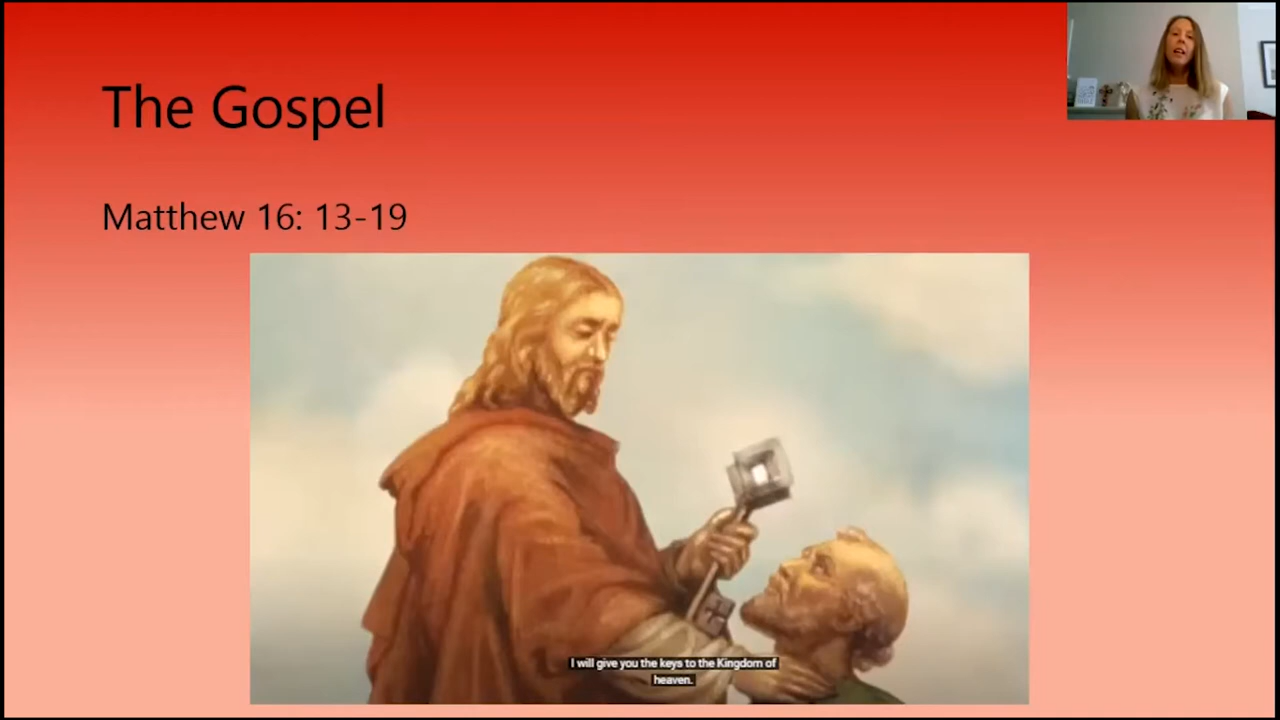 The Gospel
Matthew 16: 13-19
I will give you the keys to the Kingdom of
heaven.